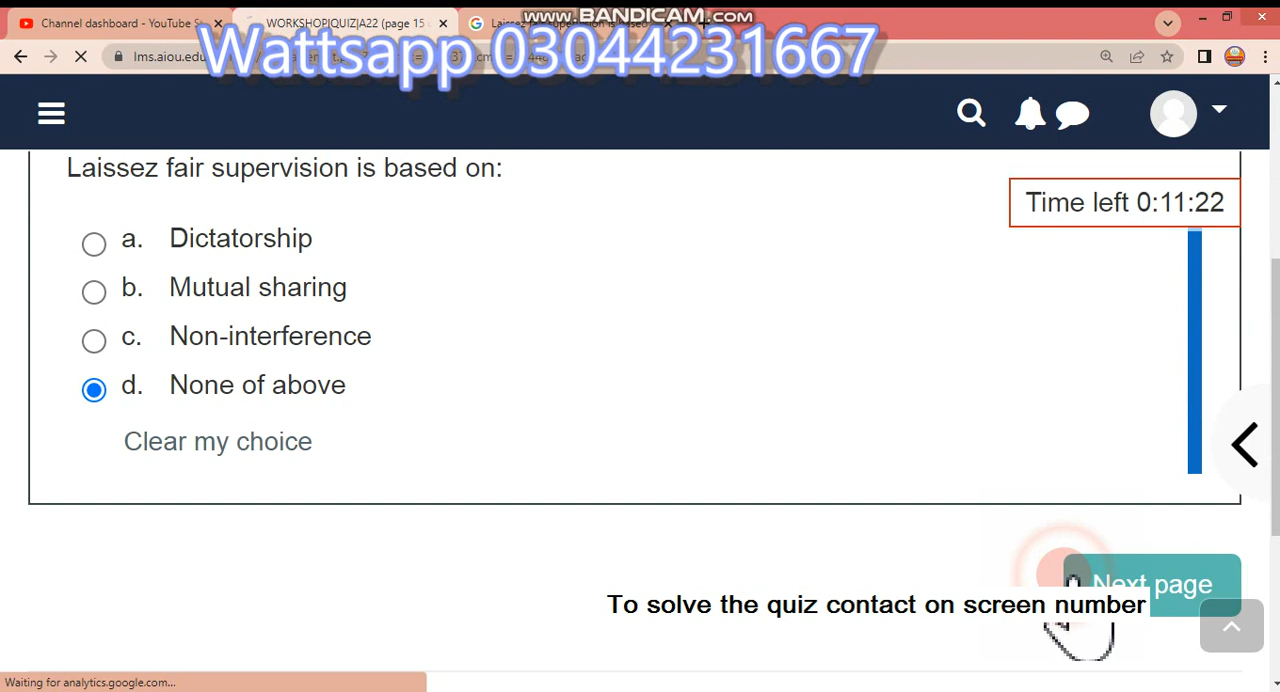 www.BANDICAM.com
Channel dashboard - YouTube S
WORKSHOP|QUIZ|A22 (page 15
Wattsapp 03044231667
lms.aiou.edu
Laissez fair supervision is based on:
Time left 0:11:22
a. Dictatorship
b. Mutual sharing
c. Non-interference
d. None of above
Clear my choice
Next page
To solve the quiz contact on screen number
Waiting for analytics.google.com...